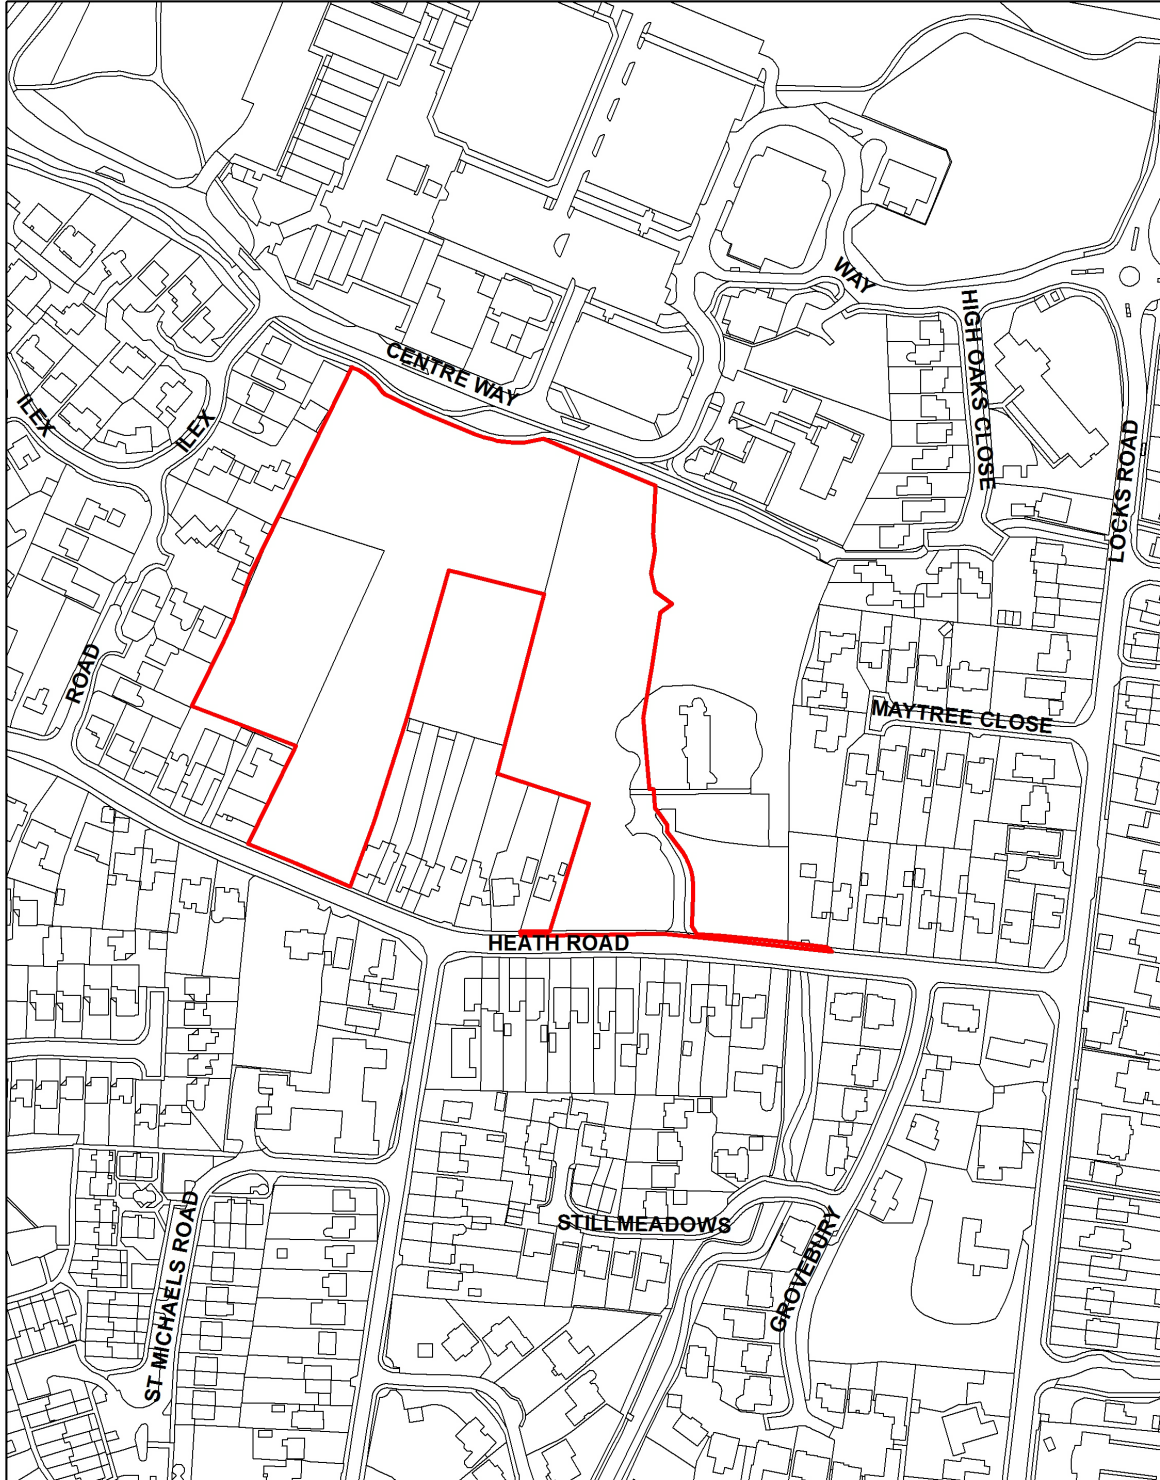 WAY
HIGH OAKS CLOSE
CENTRE WAY
ILEX
ILEX
LOCKS ROAD
ROAD
MAYTREE CLOSE
HEATH ROAD
STILLMEADOWS
GROVEBURY
ST MICHAELS ROAD